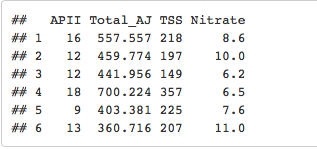 ##   APII Total_AJ TSS Nitrate
## 1   16  557.557 218     8.6
## 2   12  459.774 197    10.0
## 3   12  441.956 149     6.2
## 4   18  700.224 357     6.5
## 5    9  403.381 225     7.6
## 6   13  360.716 207    11.0